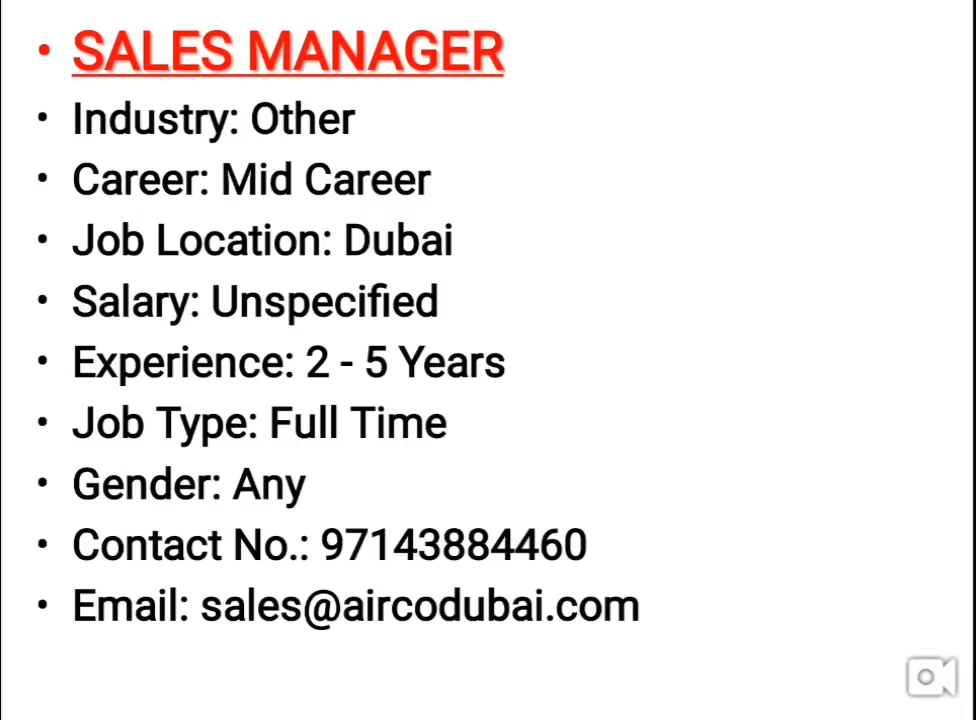 • SALES MANAGER
• Industry: Other
• Career: Mid Career
• Job Location: Dubai
• Salary: Unspecified
• Experience: 2 - 5 Years
• Job Type: Full Time
• Gender: Any
• Contact No.: 97143884460
• Email: sales@aircodubai.com